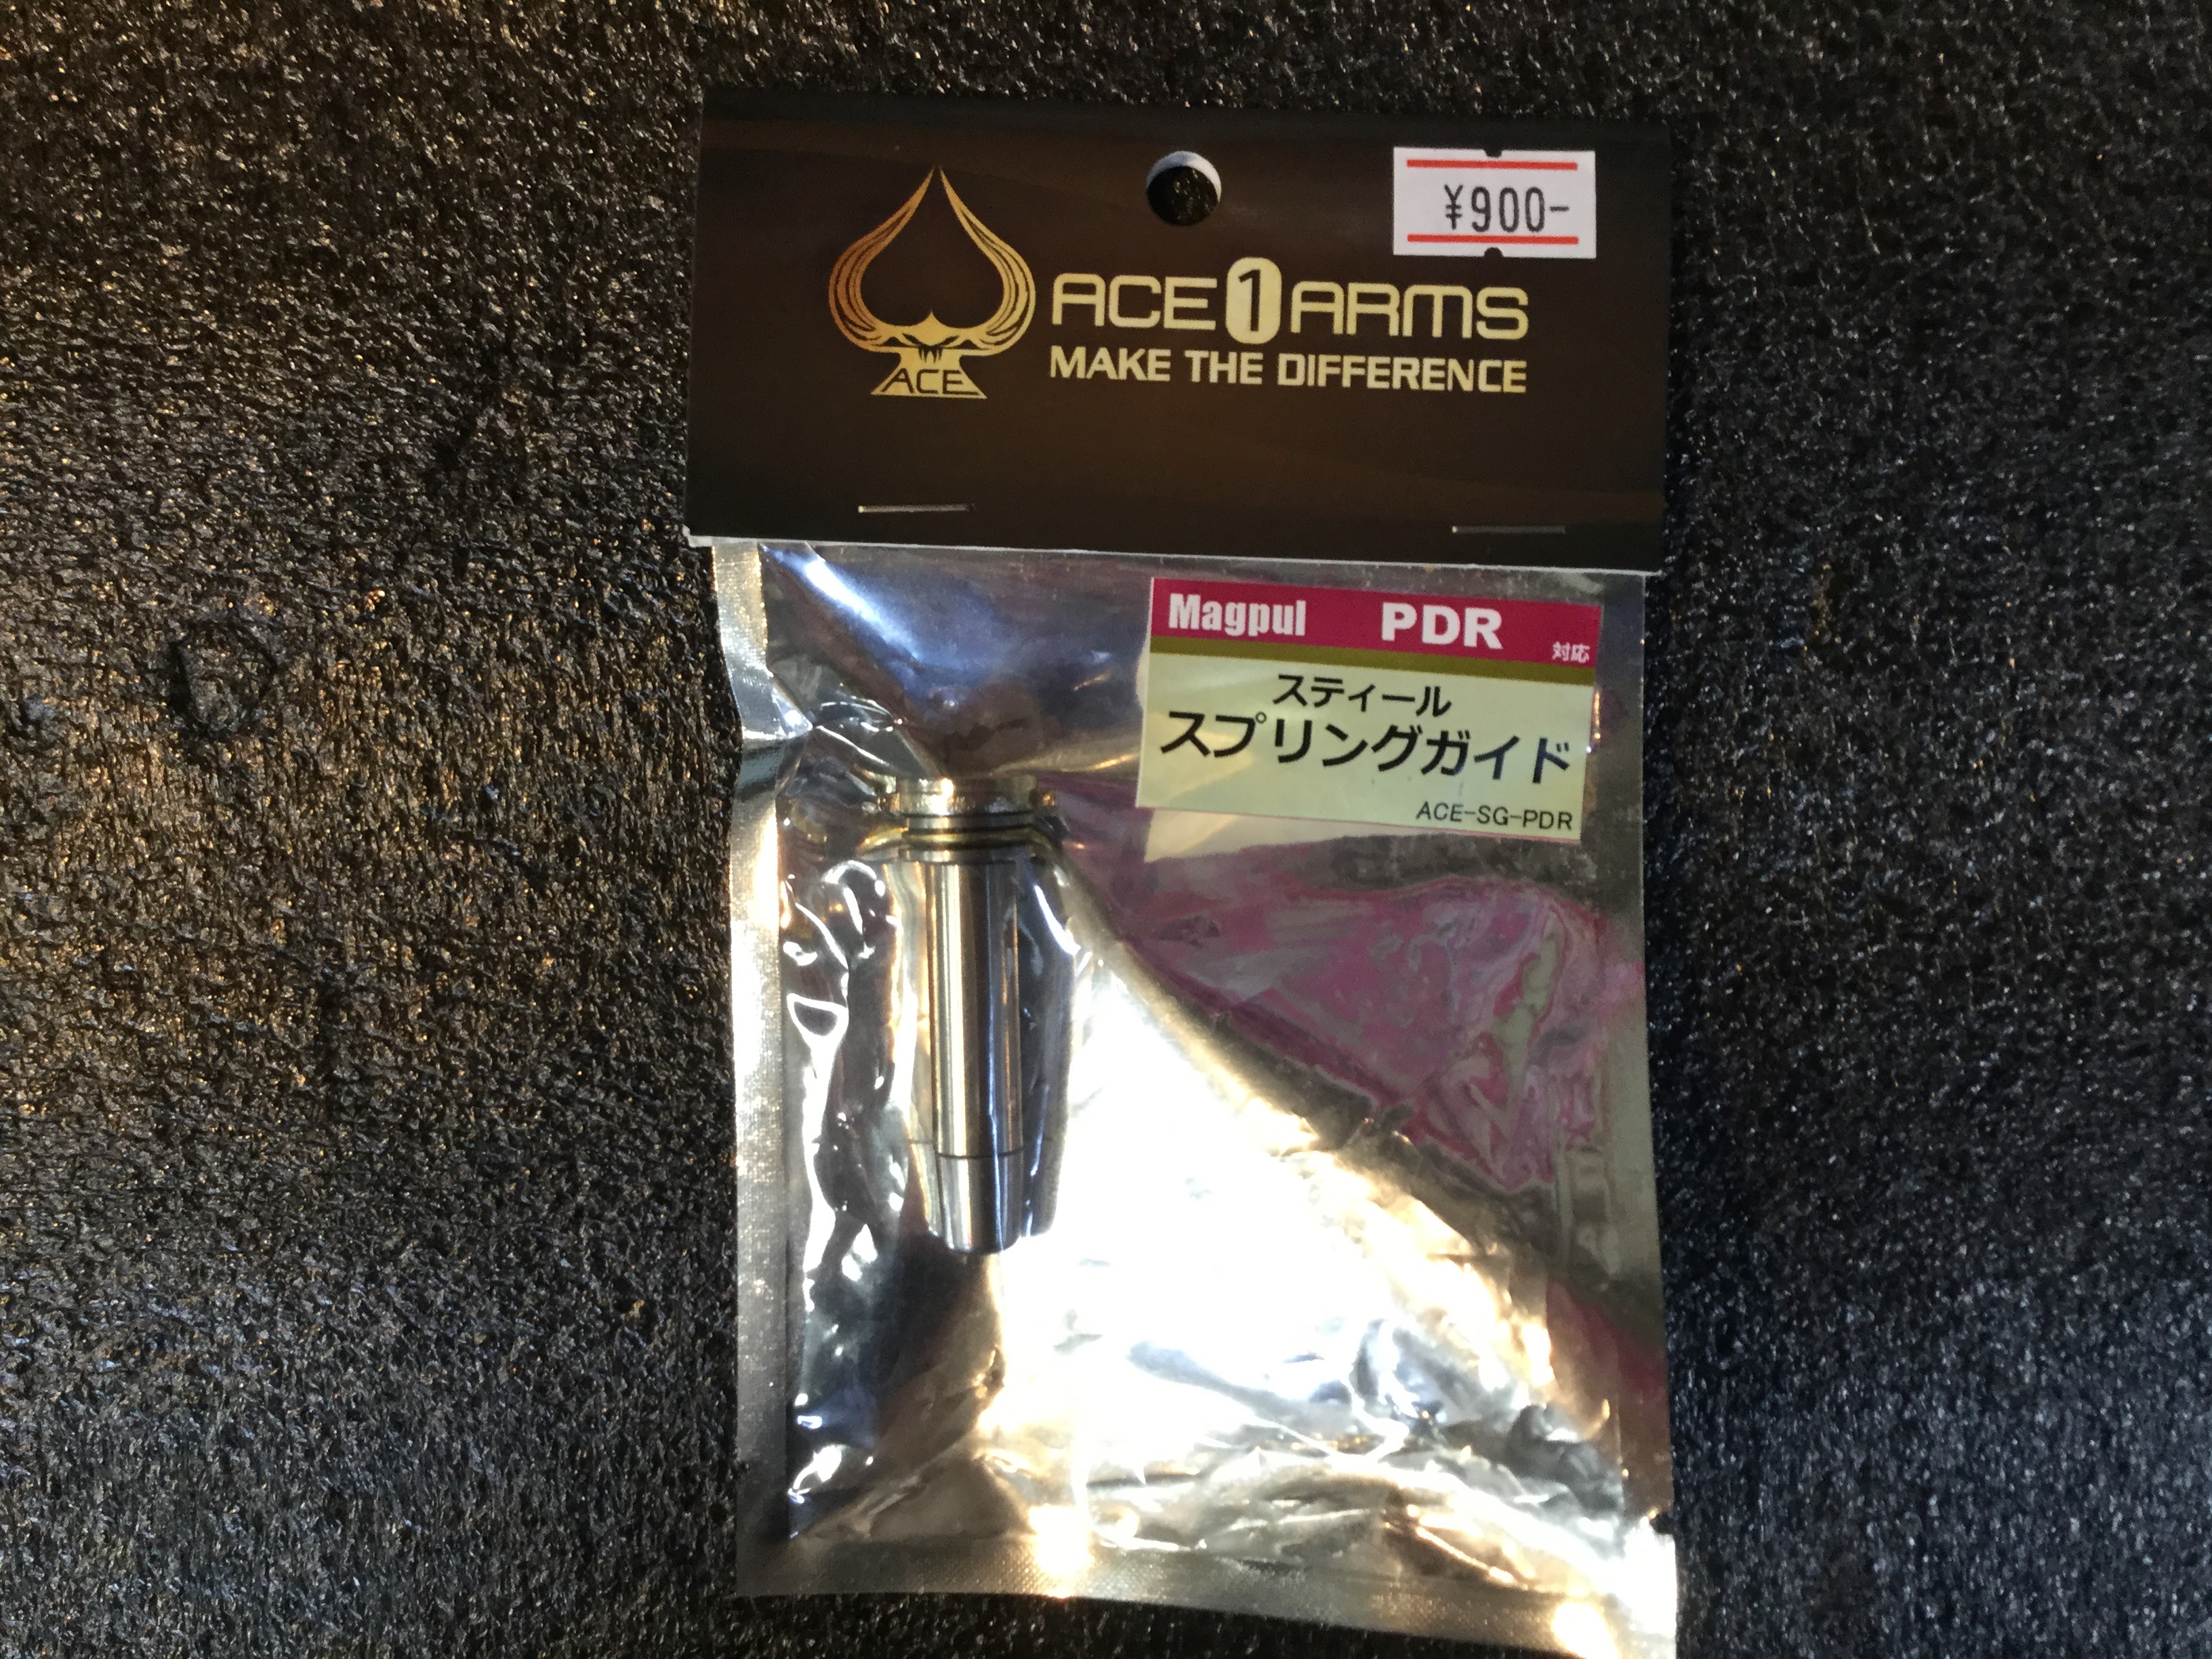 ¥900-
ACE 1 ARMS
MAKE THE DIFFERENCE
ACE
Magpul PDR 対応
スティール
スプリングガイド
ACE-SG-PDR